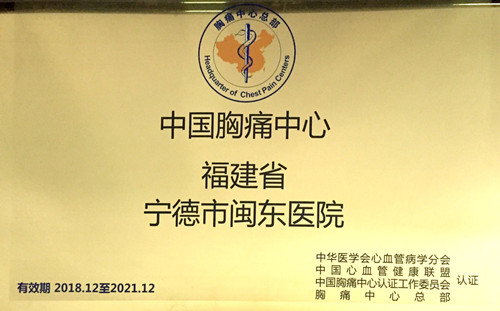 胸痛中心总部
Headquarter of Chest Pain Centers
中国胸痛中心
福建省
宁德市闽东医院
中华医学会心血管病学分会
中国心血管健康联盟
中国胸痛中心认证工作委员会
胸痛中心总部
认证
有效期 2018.12至2021.12